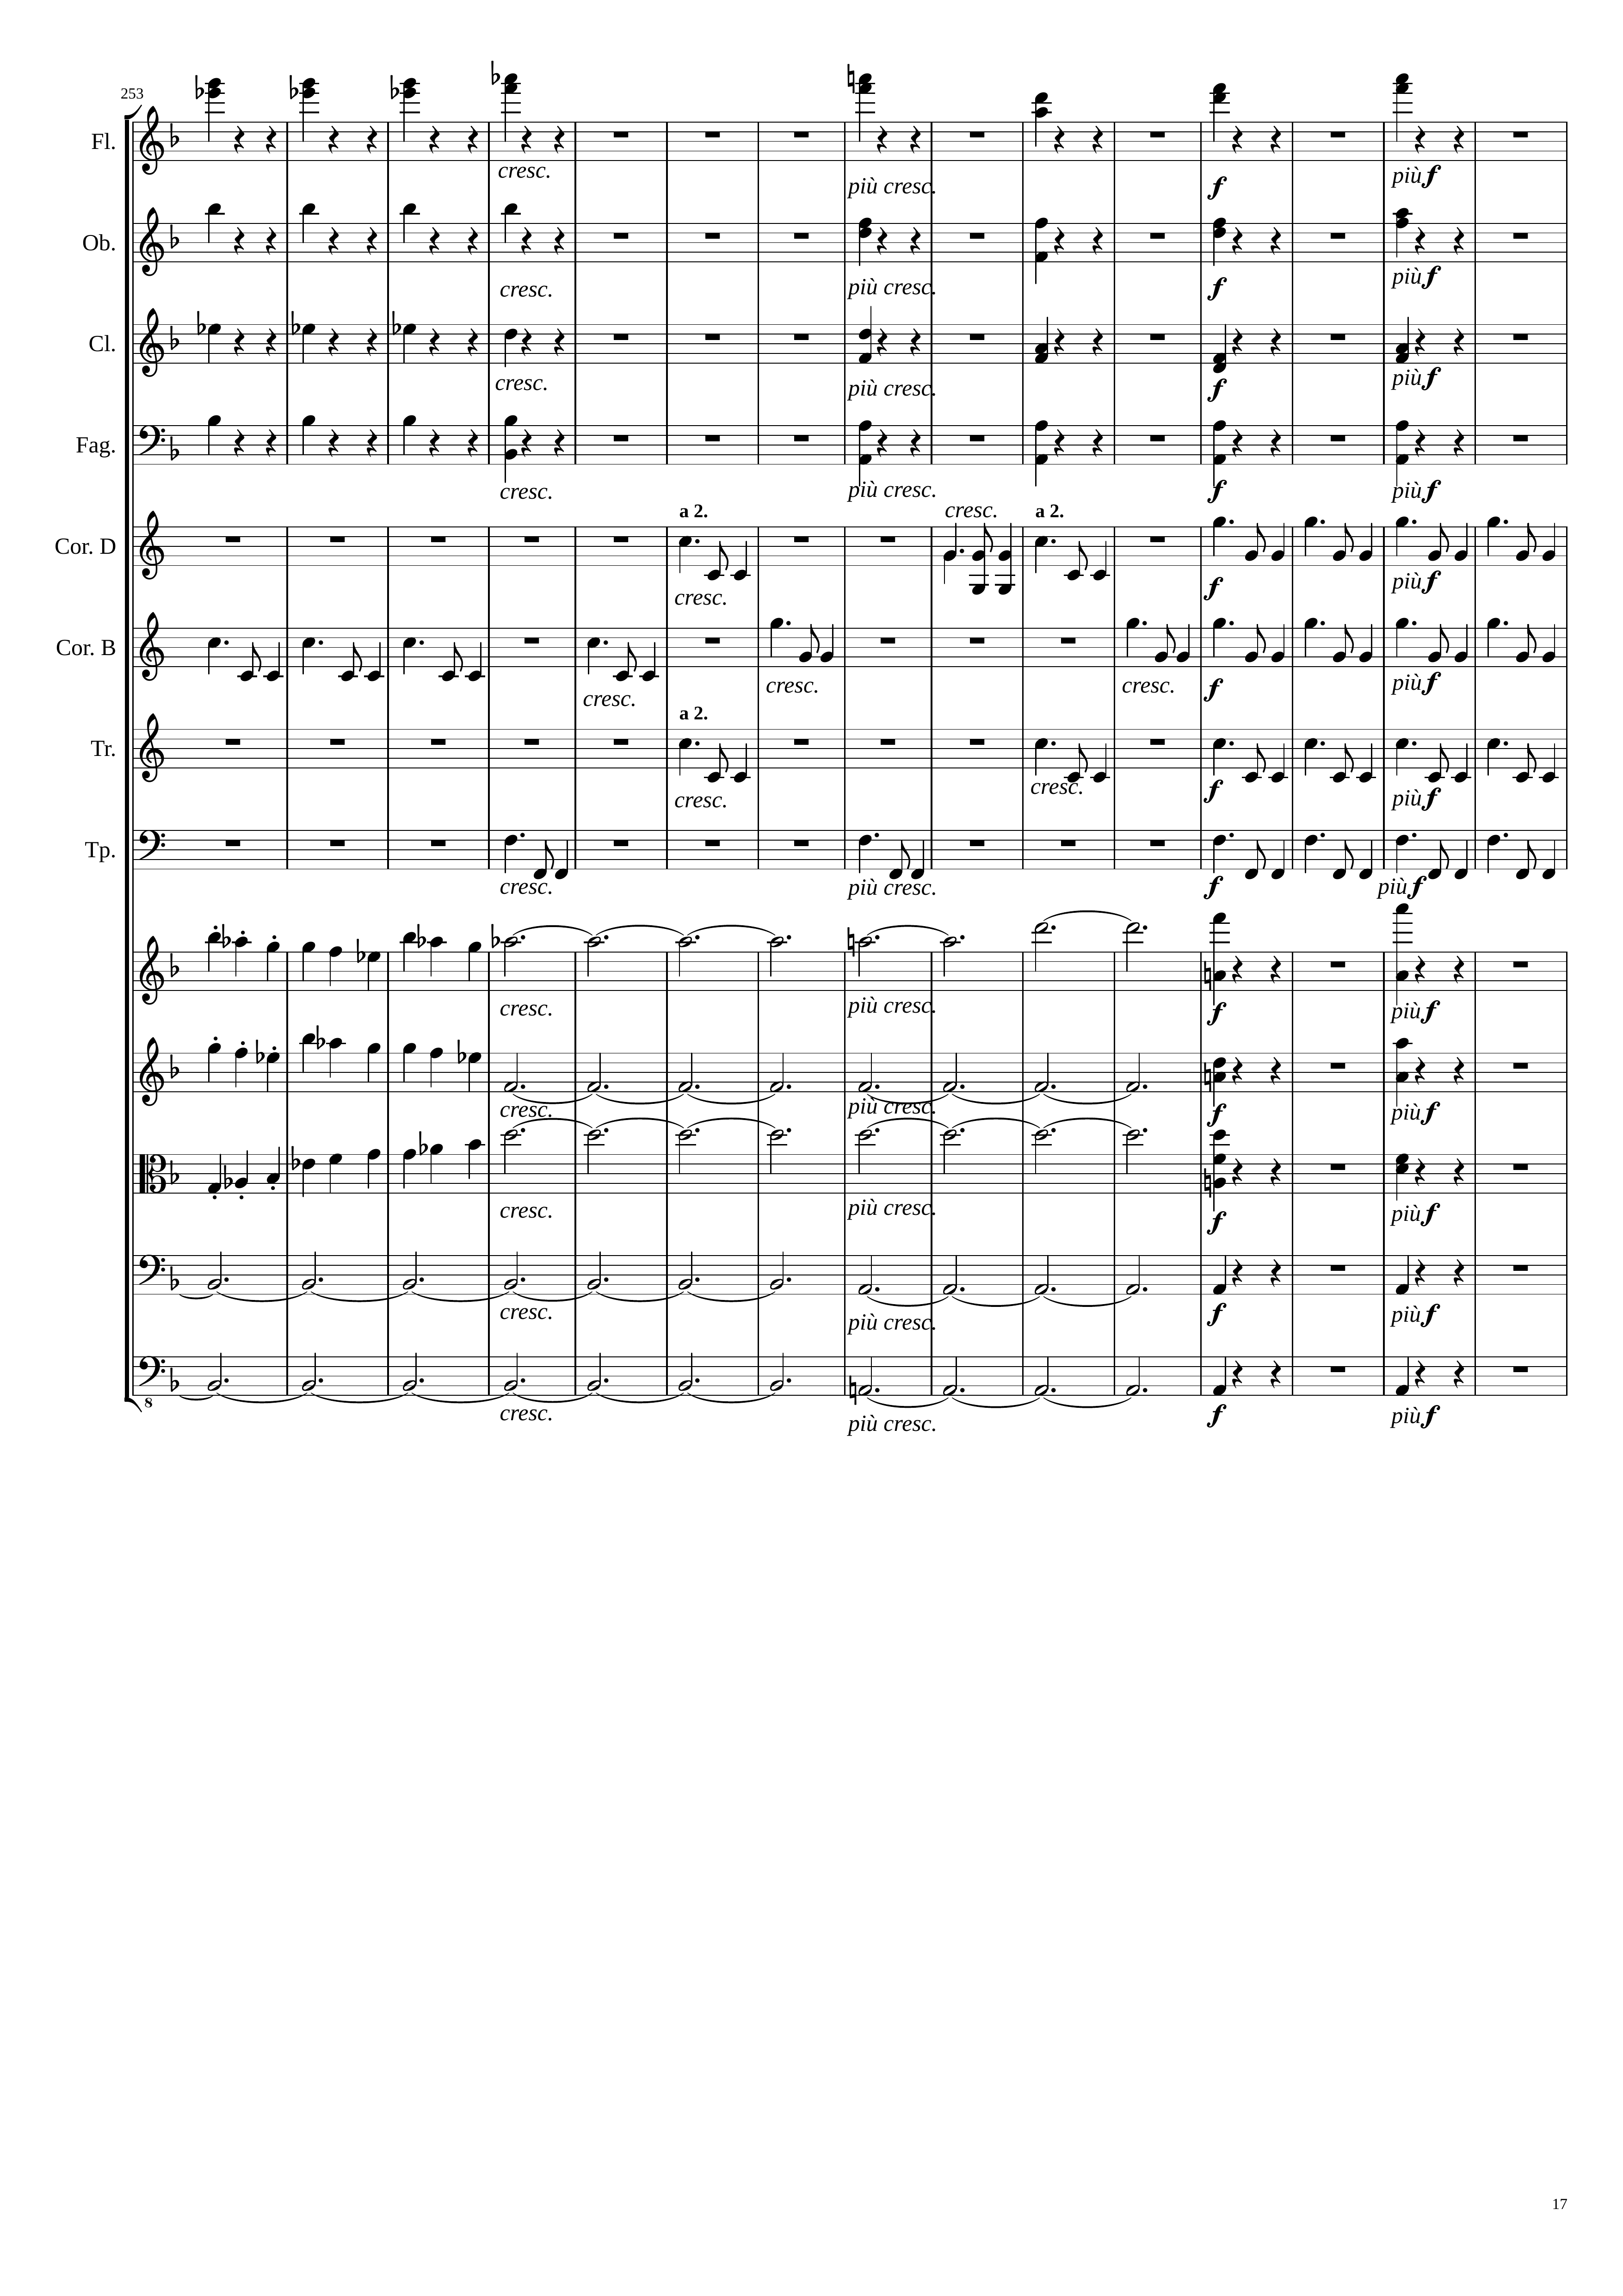 253
Fl.
cresc.
più cresc.
f
più f
Ob.
cresc.
più cresc.
f
più f
Cl.
cresc.
più cresc.
f
più f
Fag.
cresc.
più cresc.
f
più f
a 2.
cresc.
a 2.
Cor. D
cresc.
f
più f
Cor. B
cresc.
cresc.
cresc.
f
più f
a 2.
Tr.
cresc.
cresc.
f
più f
Tp.
cresc.
più cresc.
f
più f
cresc.
più cresc.
f
più f
cresc.
più cresc.
f
più f
cresc.
più cresc.
f
più f
cresc.
più cresc.
f
più f
8
cresc.
più cresc.
f
più f
17